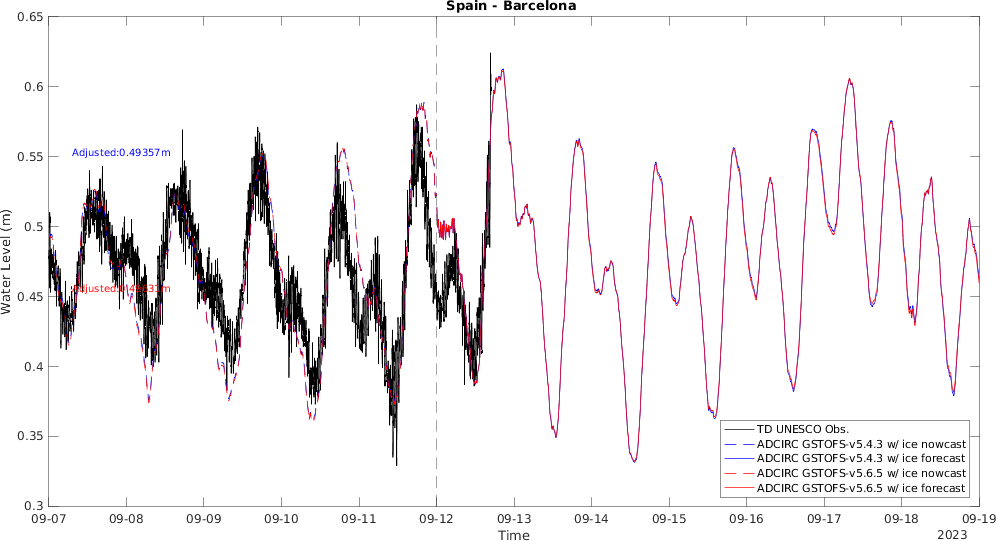 Spain - Barcelona
0.65
0.6
0.55
0.5
0.45
0.4
0.35
0.3
Water Level (m)
Adjusted:0.49357m
TD UNESCO Obs.
ADCIRC GSTOFS-v5.4.3 w/ ice nowcast
ADCIRC GSTOFS-v5.4.3 w/ ice forecast
ADCIRC GSTOFS-v5.6.5 w/ ice nowcast
ADCIRC GSTOFS-v5.6.5 w/ ice forecast
09-07 09-08 09-09 09-10 09-11 09-12 09-13 09-14 09-15 09-16 09-17 09-18 09-19
Time
2023